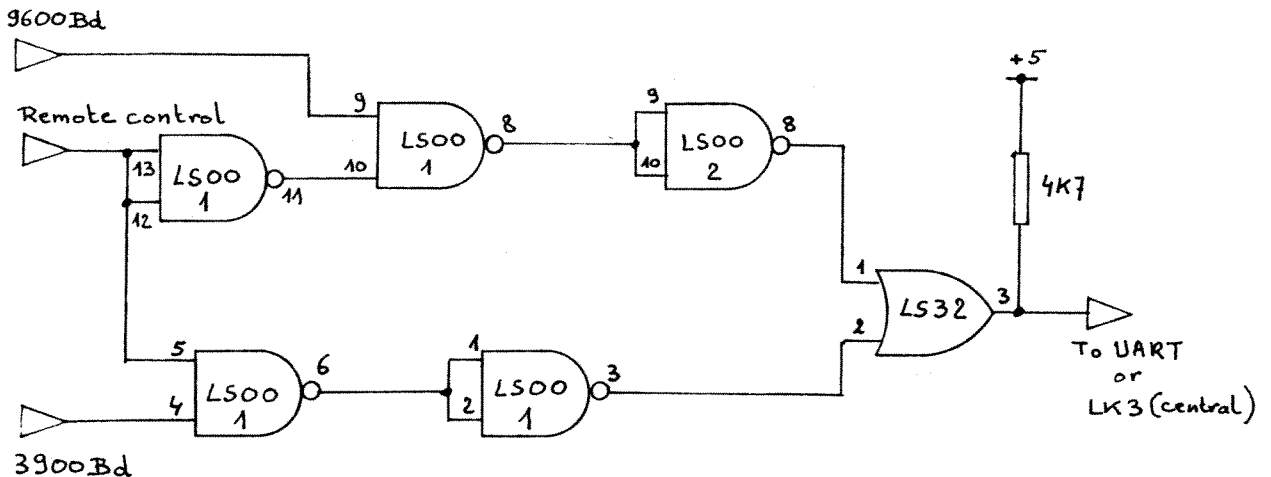 9600Bd
+5
Remote control
9
8
9
8
LS00
1
10
13
LS00
1
11
12
10
LS00
2
4K7
1
LS32
3
2
To UART
or
LK3 (central)
5
6
1
3
LS00
1
LS00
1
4
2
3900Bd